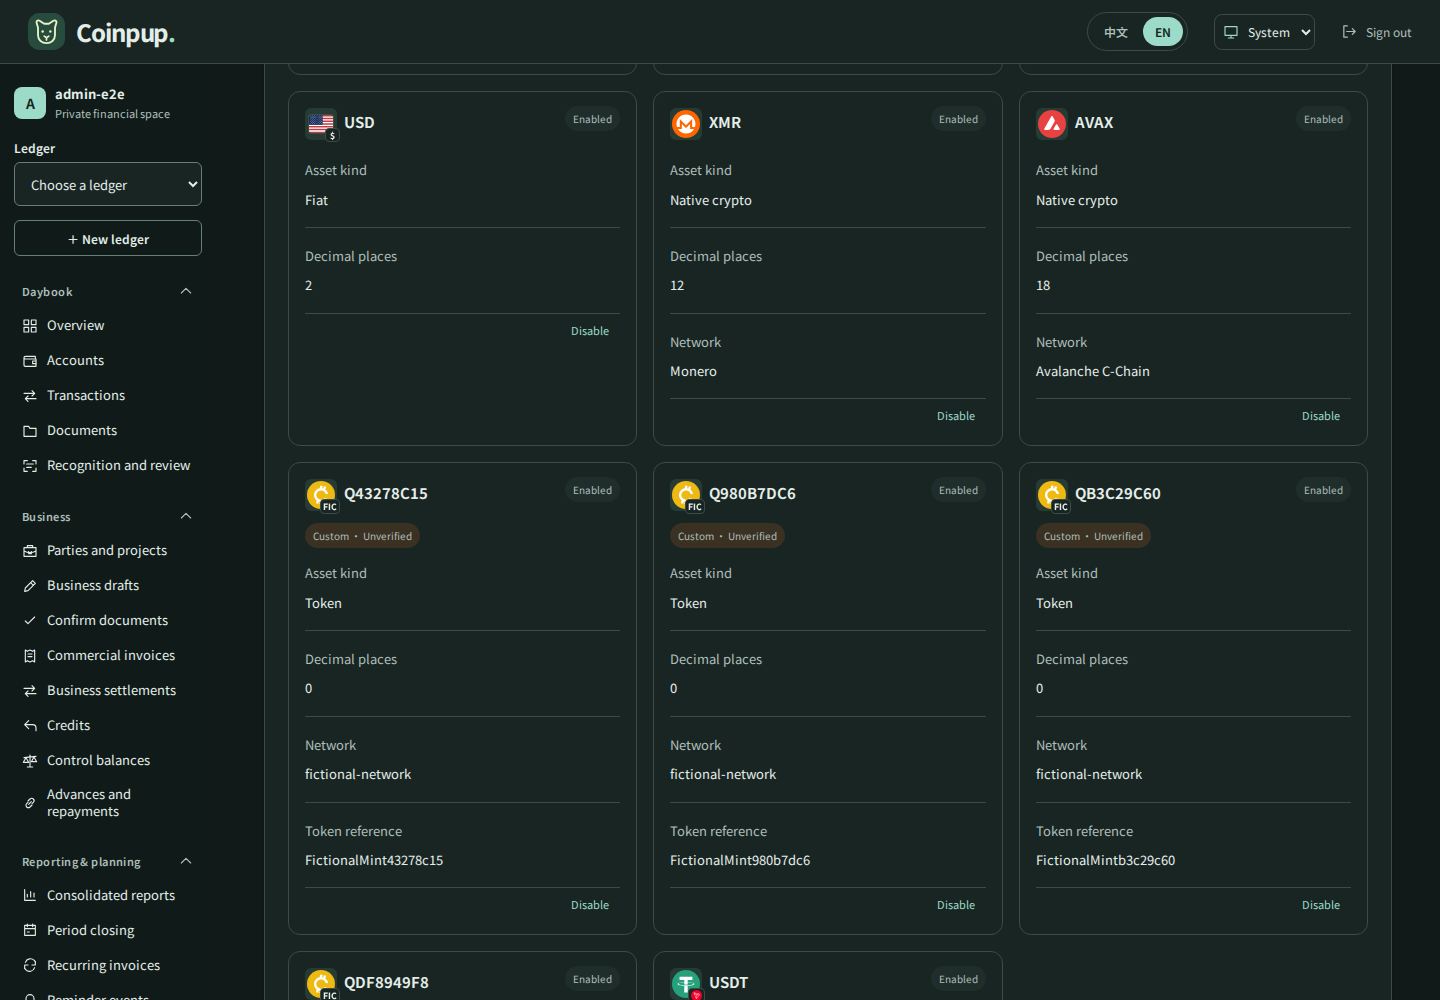 Coinpup.
中文
EN
System
Sign out
A
admin-e2e
Private financial space
Ledger
Choose a ledger
+ New ledger
Daybook
Overview
Accounts
Transactions
Documents
Recognition and review
Business
Parties and projects
Business drafts
Confirm documents
Commercial invoices
Business settlements
Credits
Control balances
Advances and
repayments
Reporting & planning
Consolidated reports
Period closing
Recurring invoices
Reminder events
$
USD
Enabled
Asset kind
Fiat
Decimal places
2
Disable
XMR
Enabled
Asset kind
Native crypto
Decimal places
12
Network
Monero
Disable
AVAX
Enabled
Asset kind
Native crypto
Decimal places
18
Network
Avalanche C-Chain
Disable
FIC
Q43278C15
Enabled
Custom · Unverified
Asset kind
Token
Decimal places
0
Network
fictional-network
Token reference
FictionalMint43278c15
Disable
FIC
Q980B7DC6
Enabled
Custom · Unverified
Asset kind
Token
Decimal places
0
Network
fictional-network
Token reference
FictionalMint980b7dc6
Disable
FIC
QB3C29C60
Enabled
Custom · Unverified
Asset kind
Token
Decimal places
0
Network
fictional-network
Token reference
FictionalMintb3c29c60
Disable
FIC
QDF8949F8
Enabled
USDT
Enabled